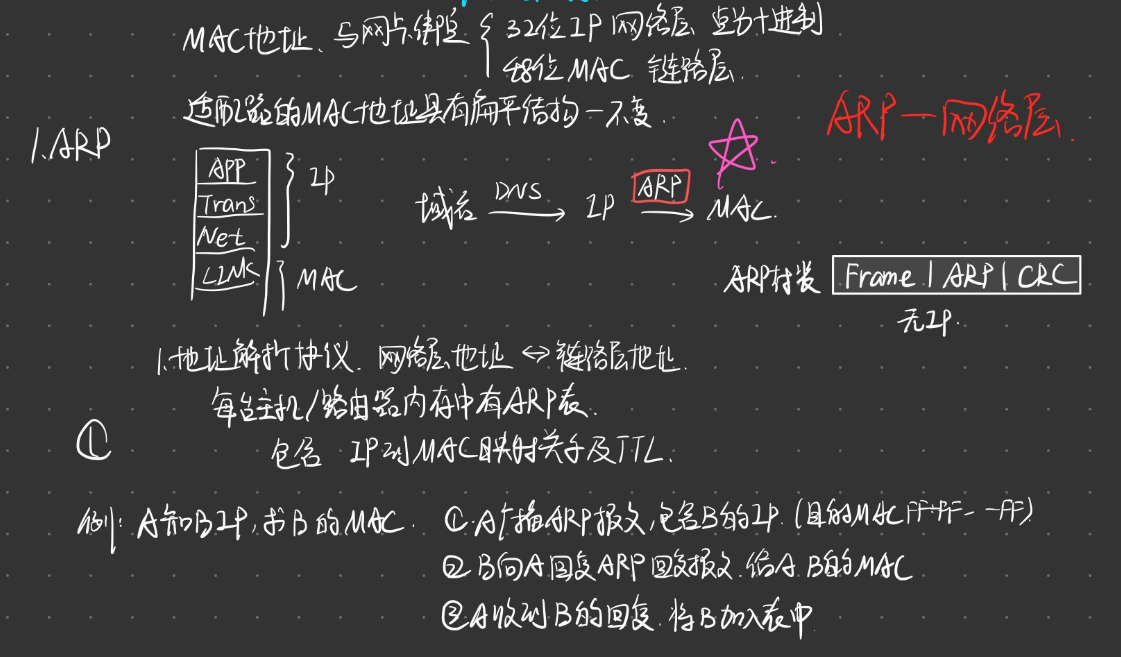 MAC地址、与网卡绑定 32位IP 网络层 点分十进制
48位MAC 链路层.
适配器的MAC地址具有扁平结构—不变.
ARP—网络层.
1.ARP
APP
Trans
Net
LINK
IP
MAC
域名 DNS → IP ARP → MAC.
ARP封装 Frame | ARP | CRC
无IP.
1.地址解析协议. 网络层地址 ⇔ 链路层地址.
每台主机/路由器内存中有ARP表.
① 包含 IP到MAC映射关系及TTL.
例: A知B IP, 求B的MAC. ①A广播ARP报文,包含B的IP. (目的MAC FF-FF- -FF)
②B向A回复ARP回复报文.给A B的MAC
③A收到B的回复.将B加入表中.